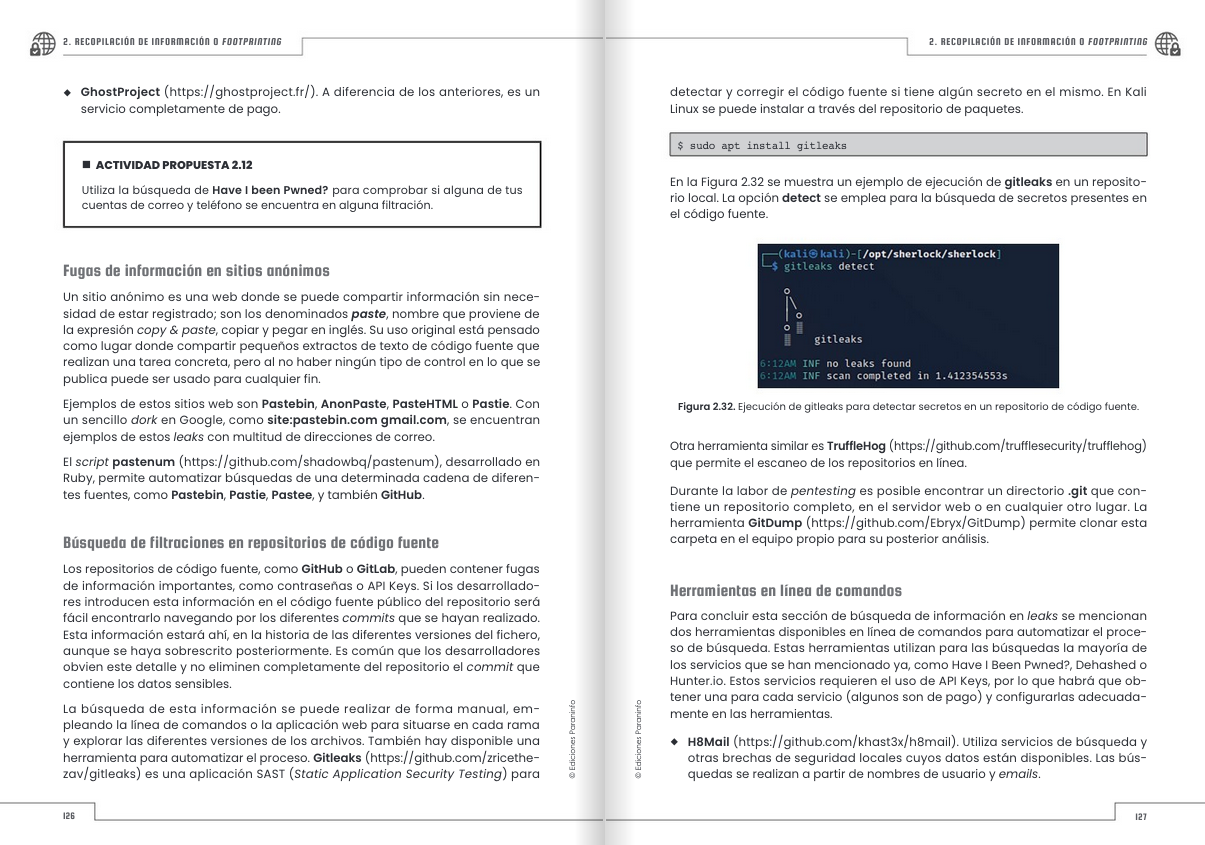 2. RECOPILACIÓN DE INFORMACIÓN O FOOTPRINTING
◆ GhostProject (https://ghostproject.fr/). A diferencia de los anteriores, es un
servicio completamente de pago.
■ ACTIVIDAD PROPUESTA 2.12
Utiliza la búsqueda de Have I been Pwned? para comprobar si alguna de tus
cuentas de correo y teléfono se encuentra en alguna filtración.
Fugas de información en sitios anónimos
Un sitio anónimo es una web donde se puede compartir información sin nece-
sidad de estar registrado; son los denominados paste, nombre que proviene de
la expresión copy & paste, copiar y pegar en inglés. Su uso original está pensado
como lugar donde compartir pequeños extractos de texto de código fuente que
realizan una tarea concreta, pero al no haber ningún tipo de control en lo que se
publica puede ser usado para cualquier fin.
Ejemplos de estos sitios web son Pastebin, AnonPaste, PasteHTML o Pastie. Con
un sencillo dork en Google, como site:pastebin.com gmail.com, se encuentran
ejemplos de estos leaks con multitud de direcciones de correo.
El script pastenum (https://github.com/shadowbq/pastenum), desarrollado en
Ruby, permite automatizar búsquedas de una determinada cadena de diferen-
tes fuentes, como Pastebin, Pastie, Pastee, y también GitHub.
Búsqueda de filtraciones en repositorios de código fuente
Los repositorios de código fuente, como GitHub o GitLab, pueden contener fugas
de información importantes, como contraseñas o API Keys. Si los desarrollado-
res introducen esta información en el código fuente público del repositorio será
fácil encontrarlo navegando por los diferentes commits que se hayan realizado.
Esta información estará ahí, en la historia de las diferentes versiones del fichero,
aunque se haya sobrescrito posteriormente. Es común que los desarrolladores
obvien este detalle y no eliminen completamente del repositorio el commit que
contiene los datos sensibles.
La búsqueda de esta información se puede realizar de forma manual, em-
pleando la línea de comandos o la aplicación web para situarse en cada rama
y explorar las diferentes versiones de los archivos. También hay disponible una
herramienta para automatizar el proceso. Gitleaks (https://github.com/zricethe-
zav/gitleaks) es una aplicación SAST (Static Application Security Testing) para
© Ediciones Paraninfo
126
2. RECOPILACIÓN DE INFORMACIÓN O FOOTPRINTING
detectar y corregir el código fuente si tiene algún secreto en el mismo. En Kali
Linux se puede instalar a través del repositorio de paquetes.
$ sudo apt install gitleaks
En la Figura 2.32 se muestra un ejemplo de ejecución de gitleaks en un reposito-
rio local. La opción detect se emplea para la búsqueda de secretos presentes en
el código fuente.
┌──(kali㉿kali)-[/opt/sherlock/sherlock]
└─$ gitleaks detect
○
│╲
│ ○
○ ░
░    gitleaks
6:12AM INF no leaks found
6:12AM INF scan completed in 1.412354553s
Figura 2.32. Ejecución de gitleaks para detectar secretos en un repositorio de código fuente.
Otra herramienta similar es TruffleHog (https://github.com/trufflesecurity/trufflehog)
que permite el escaneo de los repositorios en línea.
Durante la labor de pentesting es posible encontrar un directorio .git que con-
tiene un repositorio completo, en el servidor web o en cualquier otro lugar. La
herramienta GitDump (https://github.com/Ebryx/GitDump) permite clonar esta
carpeta en el equipo propio para su posterior análisis.
Herramientas en línea de comandos
Para concluir esta sección de búsqueda de información en leaks se mencionan
dos herramientas disponibles en línea de comandos para automatizar el proce-
so de búsqueda. Estas herramientas utilizan para las búsquedas la mayoría de
los servicios que se han mencionado ya, como Have I Been Pwned?, Dehashed o
Hunter.io. Estos servicios requieren el uso de API Keys, por lo que habrá que ob-
tener una para cada servicio (algunos son de pago) y configurarlas adecuada-
mente en las herramientas.
◆ H8Mail (https://github.com/khast3x/h8mail). Utiliza servicios de búsqueda y
otras brechas de seguridad locales cuyos datos están disponibles. Las bús-
quedas se realizan a partir de nombres de usuario y emails.
© Ediciones Paraninfo
127